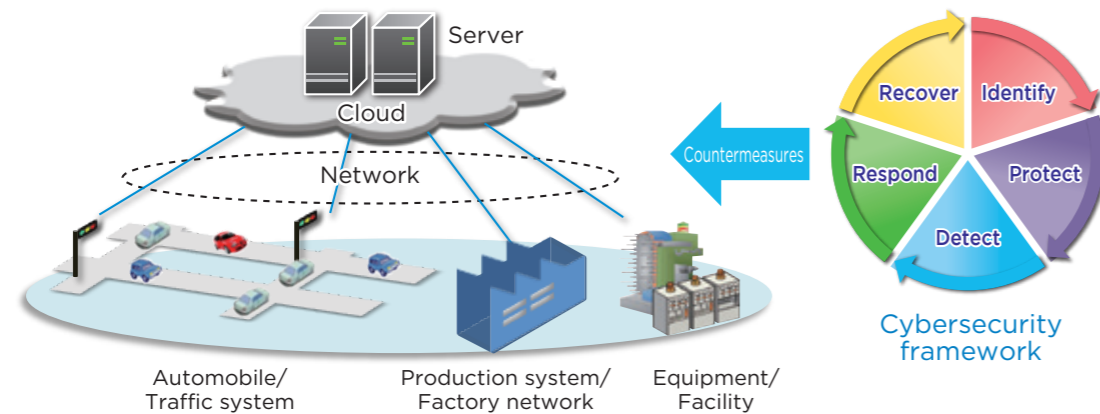 Server
Cloud
Network
Countermeasures
Recover
Identify
Respond
Protect
Detect
Cybersecurity
framework
Automobile/
Traffic system
Production system/
Factory network
Equipment/
Facility